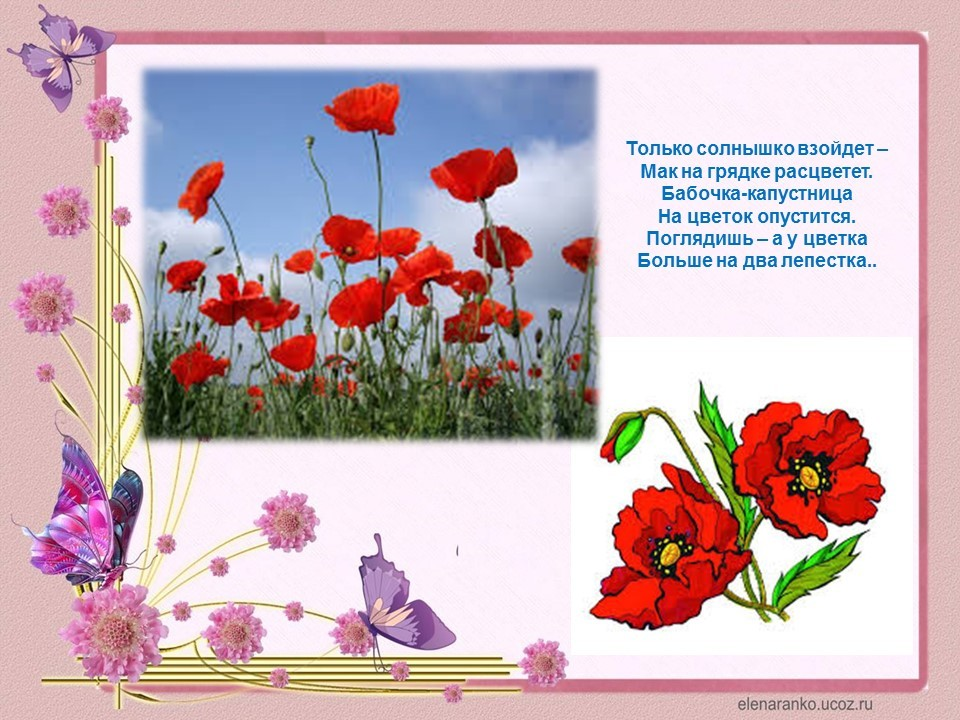 Только солнышко взойдет –
Мак на грядке расцветет.
Бабочка-капустница
На цветок опустится.
Поглядишь – а у цветка
Больше на два лепестка..
elenaranko.ucoz.ru